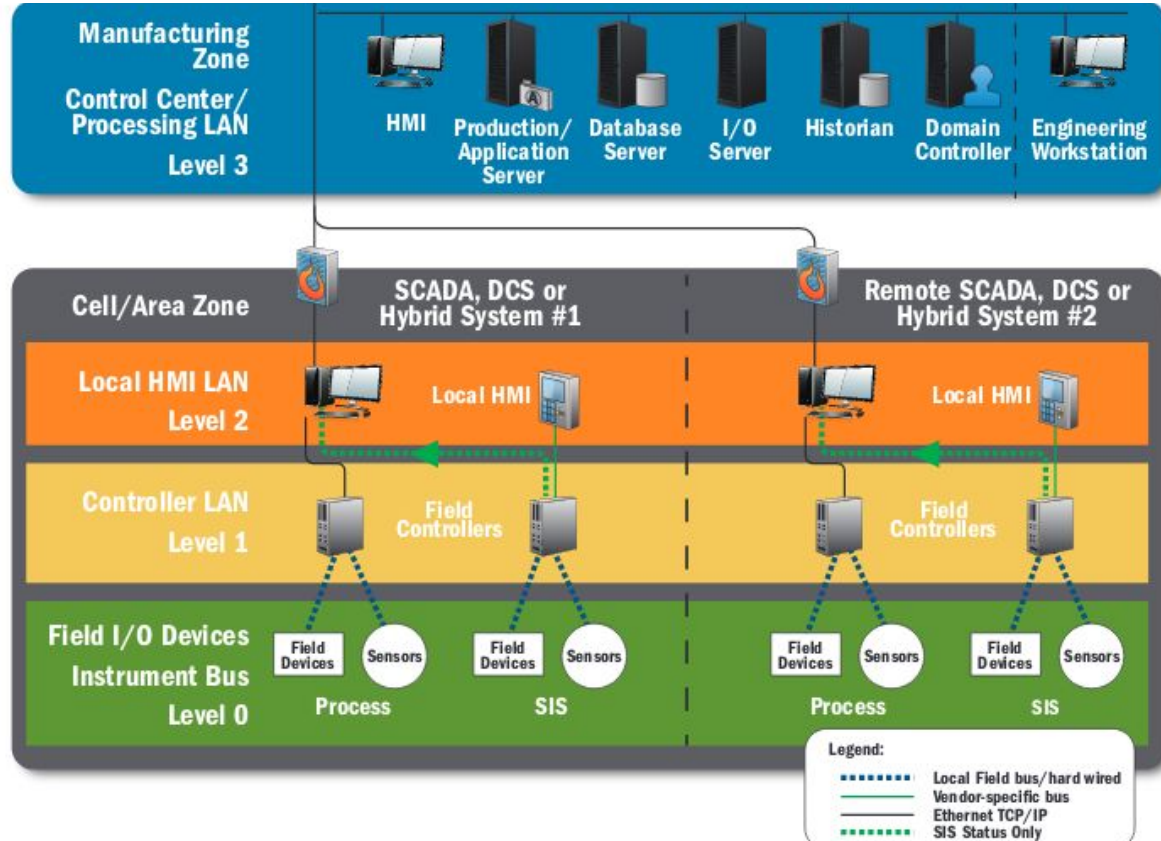 Manufacturing
Zone
Control Center/
Processing LAN
Level 3
HMI
Production/
Application
Server
A
Database
Server
I/O
Server
Historian
Domain
Controller
Engineering
Workstation
Cell/Area Zone
SCADA, DCS or
Hybrid System #1
Remote SCADA, DCS or
Hybrid System #2
Local HMI LAN
Level 2
Local HMI
Local HMI
Controller LAN
Level 1
Field
Controllers
Field
Controllers
Field I/O Devices
Instrument Bus
Level 0
Field
Devices
Sensors
Process
Field
Devices
Sensors
SIS
Field
Devices
Sensors
Process
Field
Devices
Sensors
SIS
Legend:
Local Field bus/hard wired
Vendor-specific bus
Ethernet TCP/IP
SIS Status Only